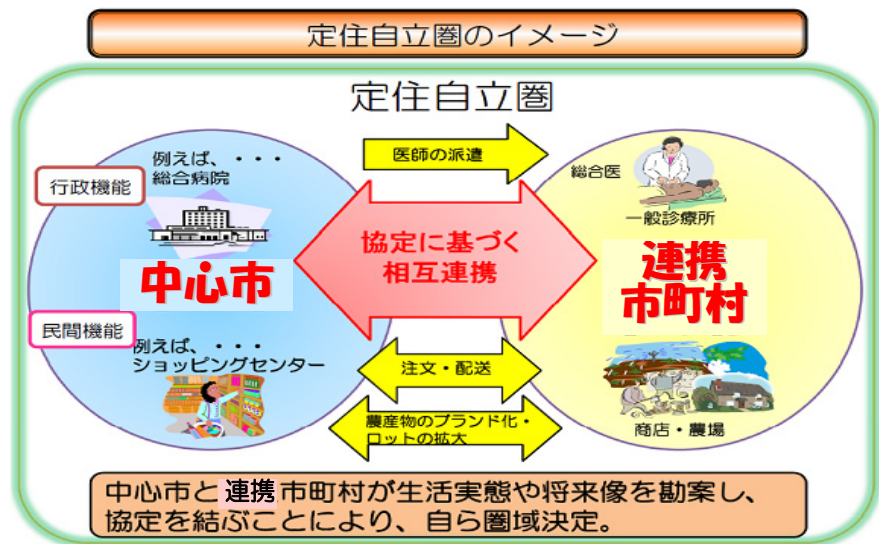 定住自立圏のイメージ
定住自立圏
行政機能
例えば、・・・
総合病院
中心市
民間機能
例えば、・・・
ショッピングセンター
医師の派遣
協定に基づく
相互連携
注文・配送
農産物のブランド化・
ロットの拡大
総合医
一般診療所
連携
市町村
商店・農場
中心市と連携市町村が生活実態や将来像を勘案し、
協定を結ぶことにより、自ら圏域決定。